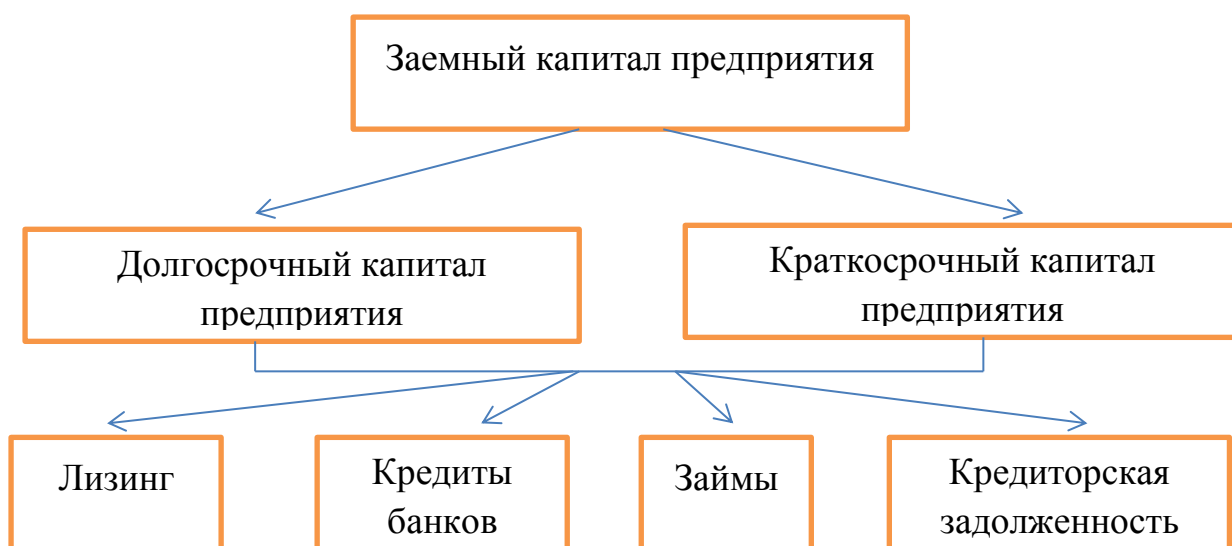 Заемный капитал предприятия
Долгосрочный капитал
предприятия
Краткосрочный капитал
предприятия
Лизинг
Кредиты
банков
Займы
Кредиторская
задолженность